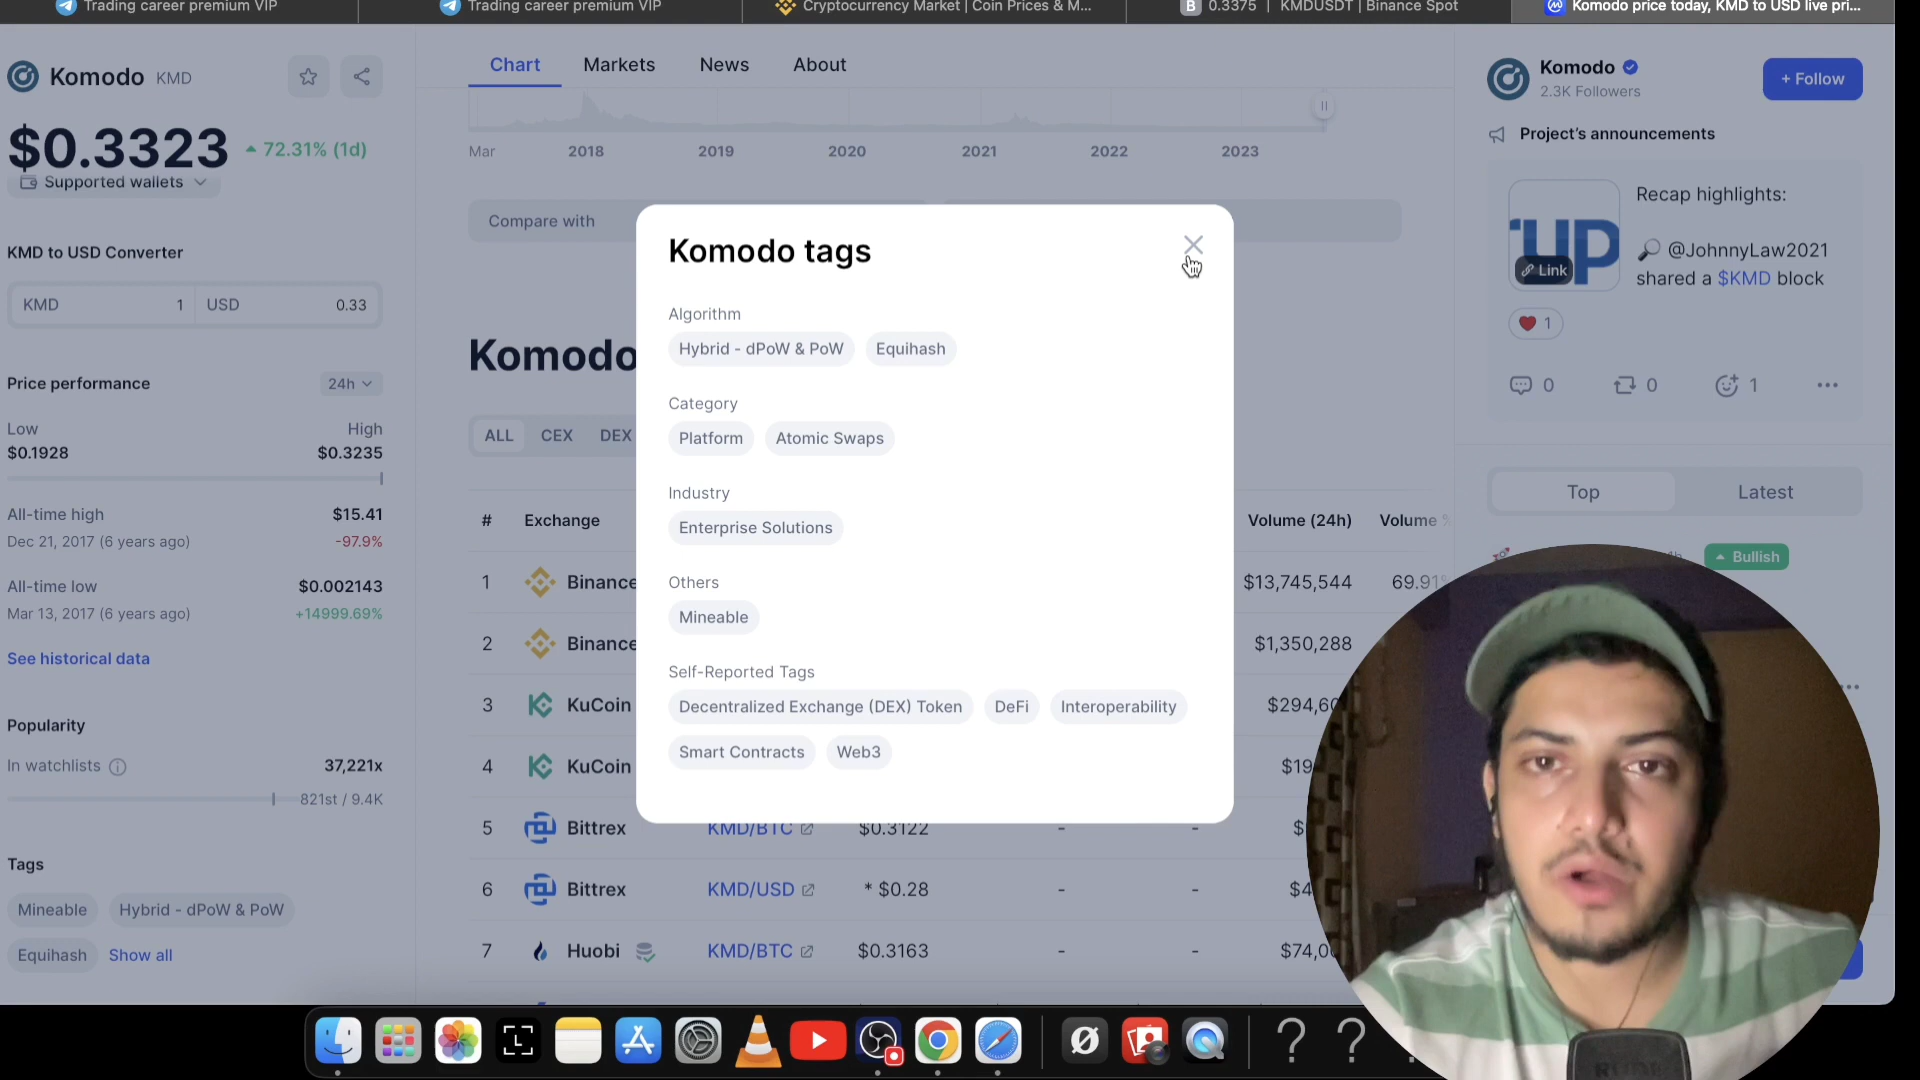 Trading career premium VIP
Trading career premium VIP
Cryptocurrency Market | Coin Prices & M...
0.3375 | KMDUSDT | Binance Spot
Komodo price today, KMD to USD live pri...
Komodo KMD
$0.3323 72.31% (1d)
Supported wallets
KMD to USD Converter
KMD 1 USD 0.33
Price performance 24h
Low High
$0.1928 $0.3235
All-time high $15.41
Dec 21, 2017 (6 years ago) -97.9%
All-time low $0.002143
Mar 13, 2017 (6 years ago) +14999.69%
See historical data
Popularity
In watchlists 37,221x
821st / 9.4K
Tags
Mineable Hybrid - dPoW & PoW
Equihash Show all
Chart Markets News About
Mar 2018 2019 2020 2021 2022 2023
Compare with
Komodo
ALL CEX DEX
# Exchange Volume (24h) Volume
1 Binance $13,745,544 69.91
2 Binance $1,350,288
3 KuCoin
4 KuCoin
5 Bittrex KMD/BTC $0.3122
6 Bittrex KMD/USD * $0.28
7 Huobi KMD/BTC $0.3163
Komodo tags
Algorithm
Hybrid - dPoW & PoW Equihash
Category
Platform Atomic Swaps
Industry
Enterprise Solutions
Others
Mineable
Self-Reported Tags
Decentralized Exchange (DEX) Token DeFi Interoperability
Smart Contracts Web3
Komodo
2.3K Followers
+ Follow
Project's announcements
Recap highlights:
@JohnnyLaw2021
shared a $KMD block
UP
Link
1
0 0 1
Top Latest
Bullish